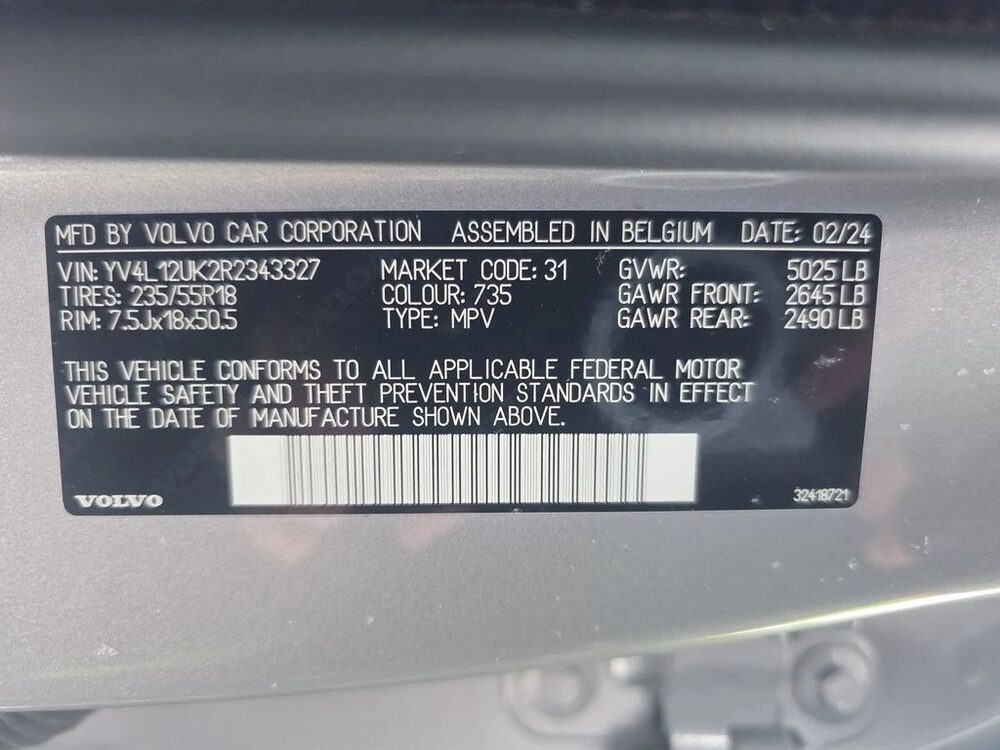 MFD BY VOLVO CAR CORPORATION ASSEMBLED IN BELGIUM DATE: 02/24
VIN: YV4L12UK2R2343327 MARKET CODE: 31 GVWR: 5025 LB
TIRES: 235/55R18 COLOUR: 735 GAWR FRONT: 2645 LB
RIM: 7.5Jx18x50.5 TYPE: MPV GAWR REAR: 2490 LB
THIS VEHICLE CONFORMS TO ALL APPLICABLE FEDERAL MOTOR
VEHICLE SAFETY AND THEFT PREVENTION STANDARDS IN EFFECT
ON THE DATE OF MANUFACTURE SHOWN ABOVE.
VOLVO 32418721